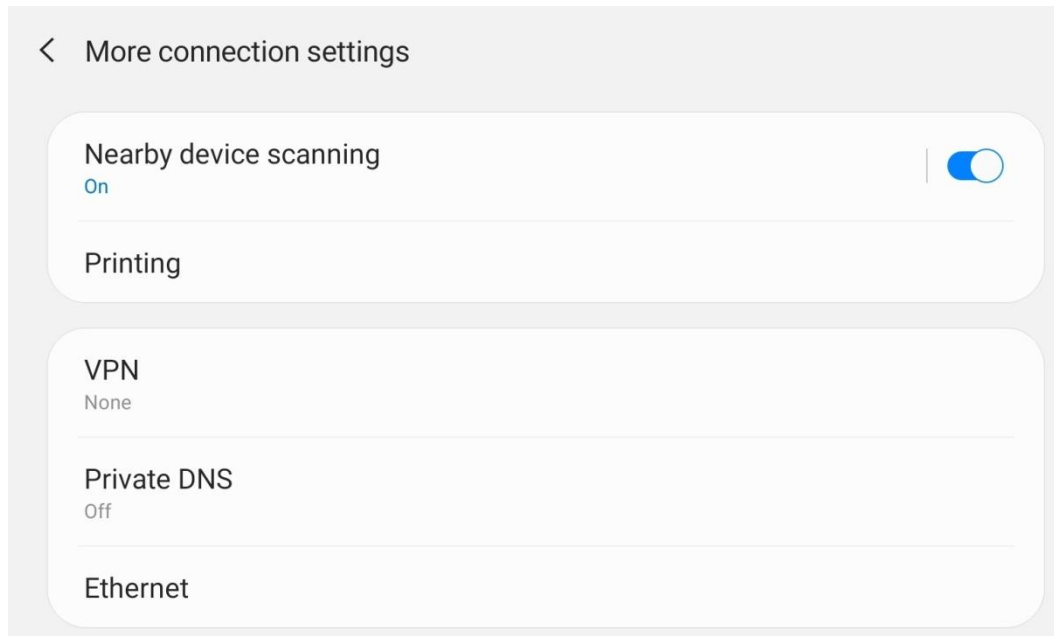 More connection settings
Nearby device scanning
On
Printing
VPN
None
Private DNS
Off
Ethernet